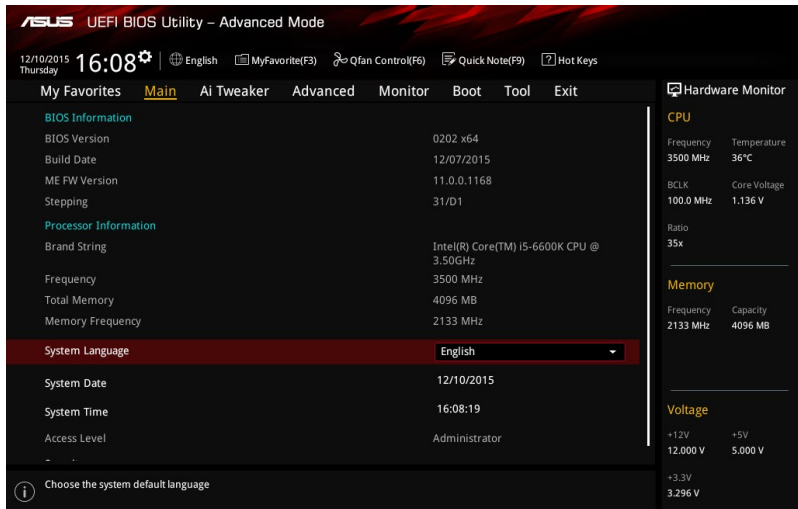 ASUS UEFI BIOS Utility – Advanced Mode
12/10/2015
Thursday
16:08
English MyFavorite(F3) Qfan Control(F6) Quick Note(F9) Hot Keys
My Favorites Main Ai Tweaker Advanced Monitor Boot Tool Exit
BIOS Information
BIOS Version 0202 x64
Build Date 12/07/2015
ME FW Version 11.0.0.1168
Stepping 31/D1
Processor Information
Brand String Intel(R) Core(TM) i5-6600K CPU @
3.50GHz
Frequency 3500 MHz
Total Memory 4096 MB
Memory Frequency 2133 MHz
System Language English
System Date 12/10/2015
System Time 16:08:19
Access Level Administrator
Choose the system default language
Hardware Monitor
CPU
Frequency Temperature
3500 MHz 36°C
BCLK Core Voltage
100.0 MHz 1.136 V
Ratio
35x
Memory
Frequency Capacity
2133 MHz 4096 MB
Voltage
+12V +5V
12.000 V 5.000 V
+3.3V
3.296 V